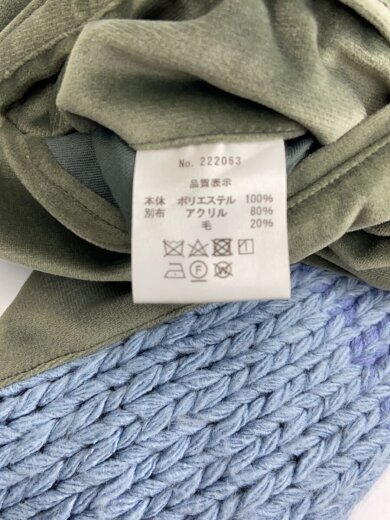 No. 222063
品質表示
本体 ポリエステル 100%
別布 アクリル 80%
毛 20%